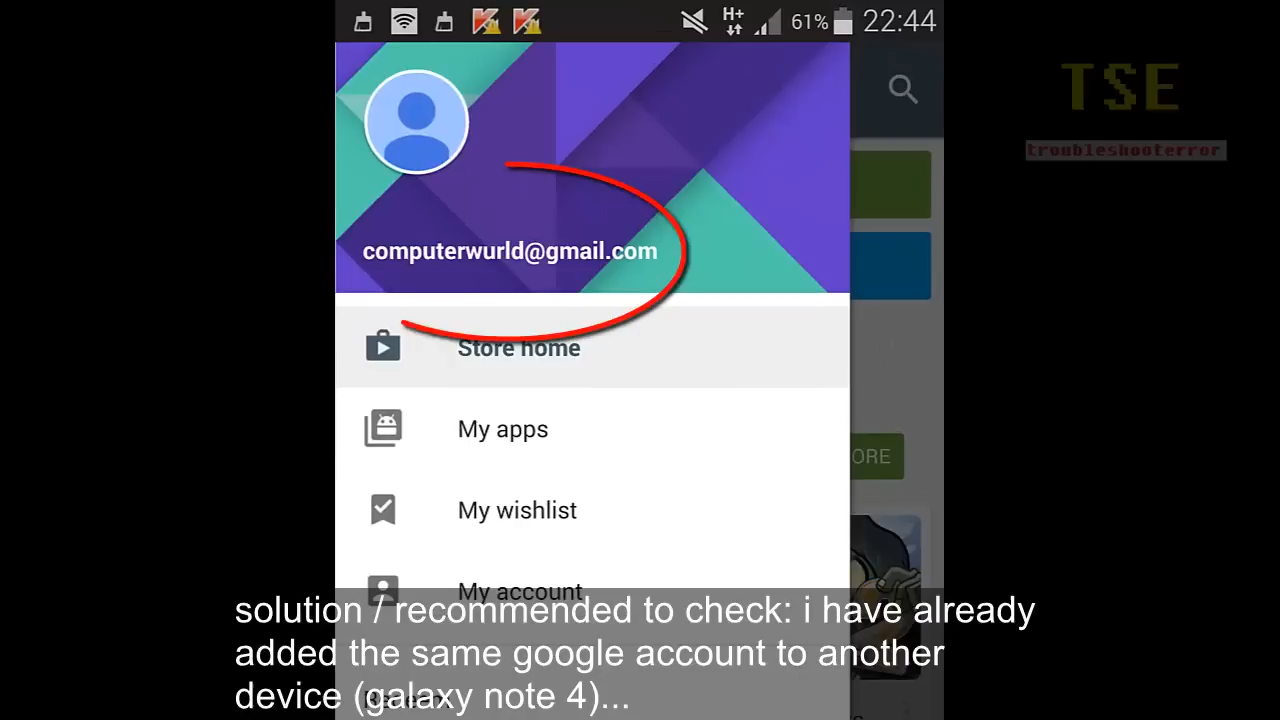 61% 22:44
TSE
troubleshooterror
computerwurld@gmail.com
Store home
My apps
ORE
My wishlist
My account
solution / recommended to check: i have already
added the same google account to another
device (galaxy note 4)...